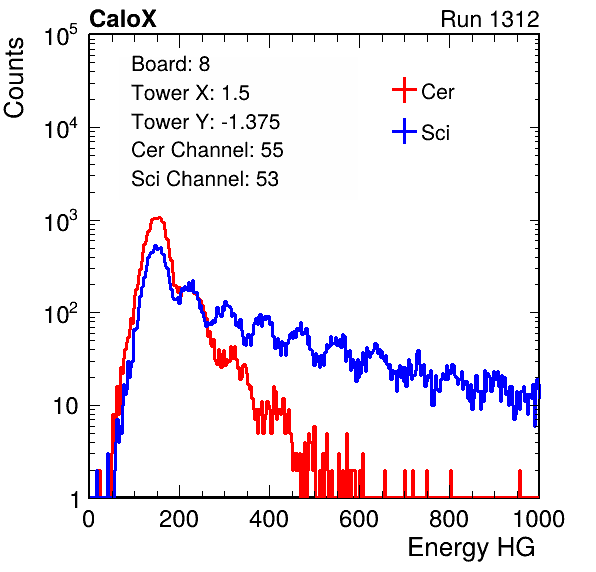 CaloX Run 1312
Counts
10^5
10^4
10^3
10^2
10
1
Board: 8
Tower X: 1.5
Tower Y: -1.375
Cer Channel: 55
Sci Channel: 53
Cer
Sci
0 200 400 600 800 1000
Energy HG